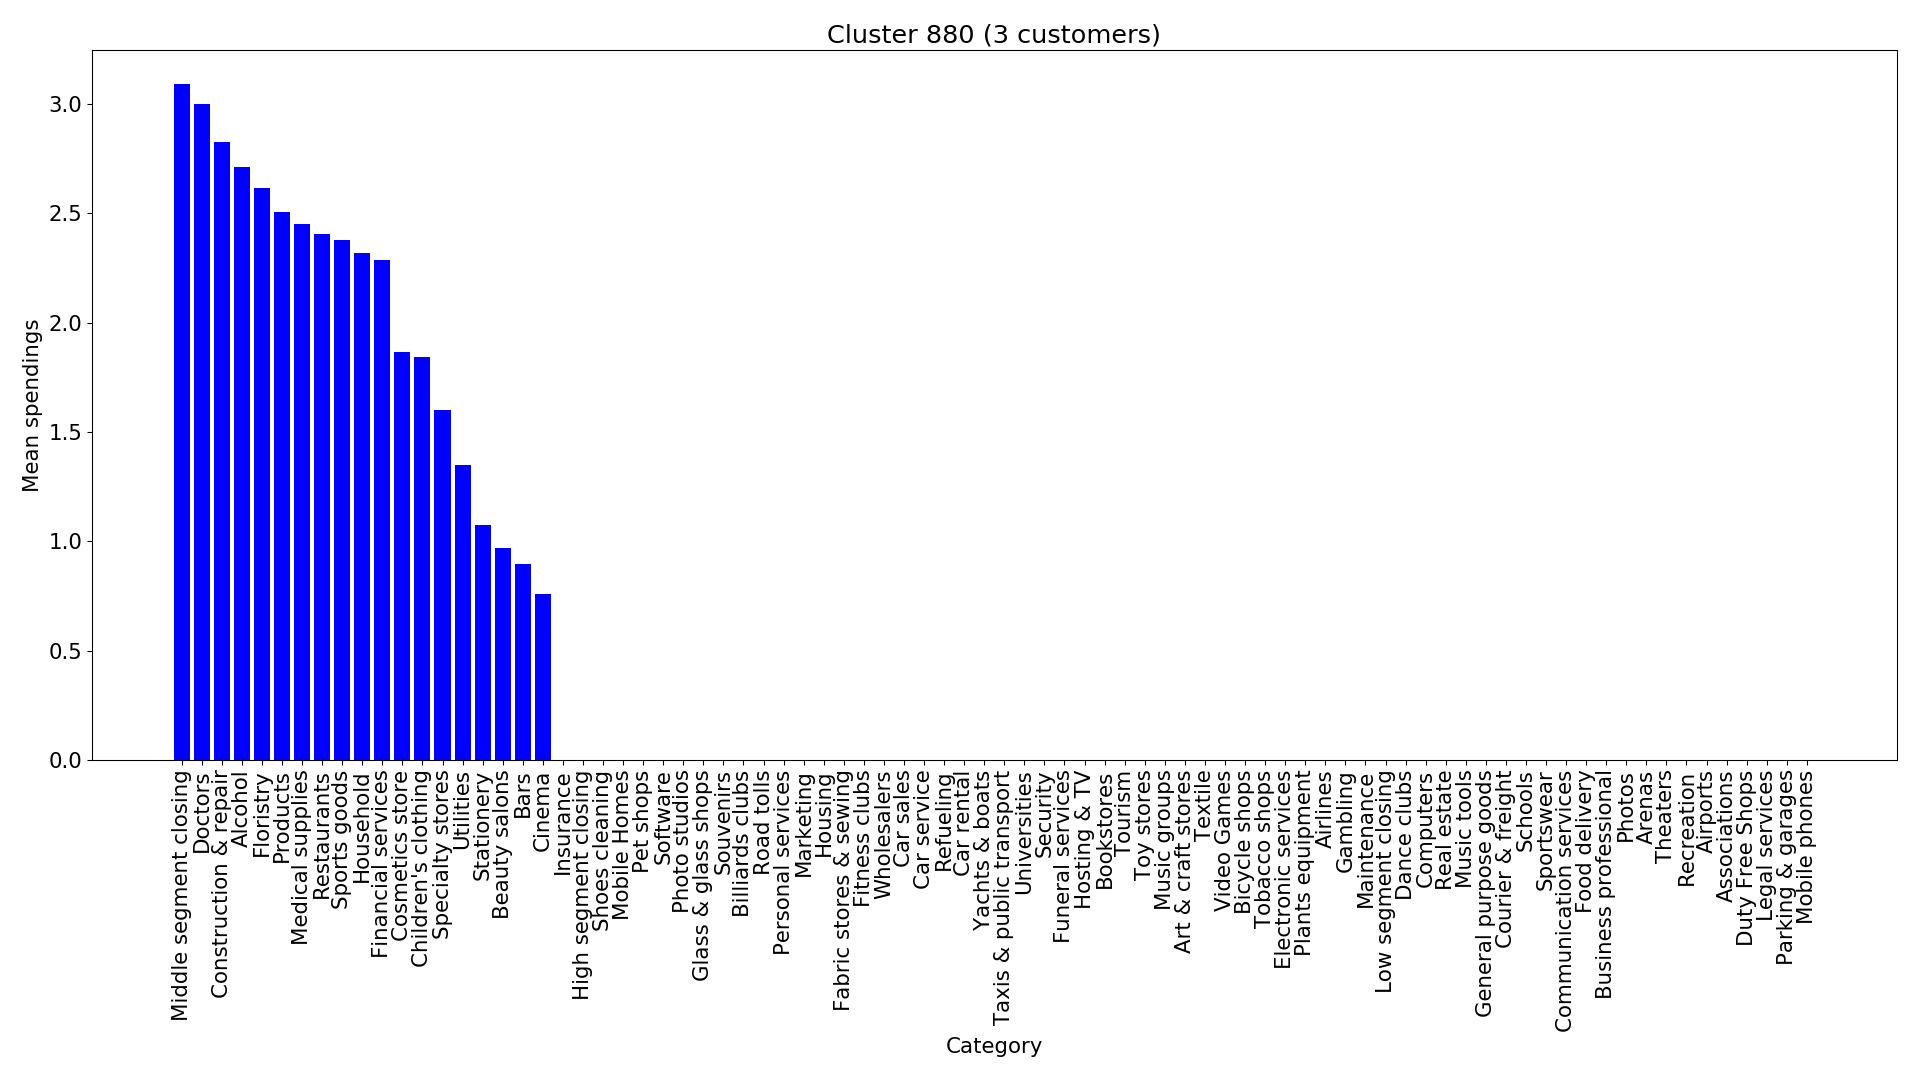 Cluster 880 (3 customers)
Mean spendings
3.0
2.5
2.0
1.5
1.0
0.5
0.0
Middle segment closing
Doctors
Construction & repair
Alcohol
Floristry
Products
Medical supplies
Restaurants
Sports goods
Household
Financial services
Cosmetics store
Children's clothing
Specialty stores
Utilities
Stationery
Beauty salons
Bars
Cinema
Insurance
High segment closing
Shoes cleaning
Mobile Homes
Pet shops
Software
Photo studios
Glass & glass shops
Souvenirs
Billiards clubs
Road tolls
Personal services
Marketing
Housing
Fabric stores & sewing
Fitness clubs
Wholesalers
Car sales
Car service
Refueling
Car rental
Yachts & boats
Taxis & public transport
Universities
Security
Funeral services
Hosting & TV
Bookstores
Tourism
Toy stores
Music groups
Art & craft stores
Textile
Video Games
Bicycle shops
Tobacco shops
Electronic services
Plants equipment
Airlines
Gambling
Maintenance
Low segment closing
Dance clubs
Computers
Real estate
Music tools
General purpose goods
Courier & freight
Schools
Sportswear
Communication services
Food delivery
Business professional
Photos
Arenas
Theaters
Recreation
Airports
Associations
Duty Free Shops
Legal services
Parking & garages
Mobile phones
Category